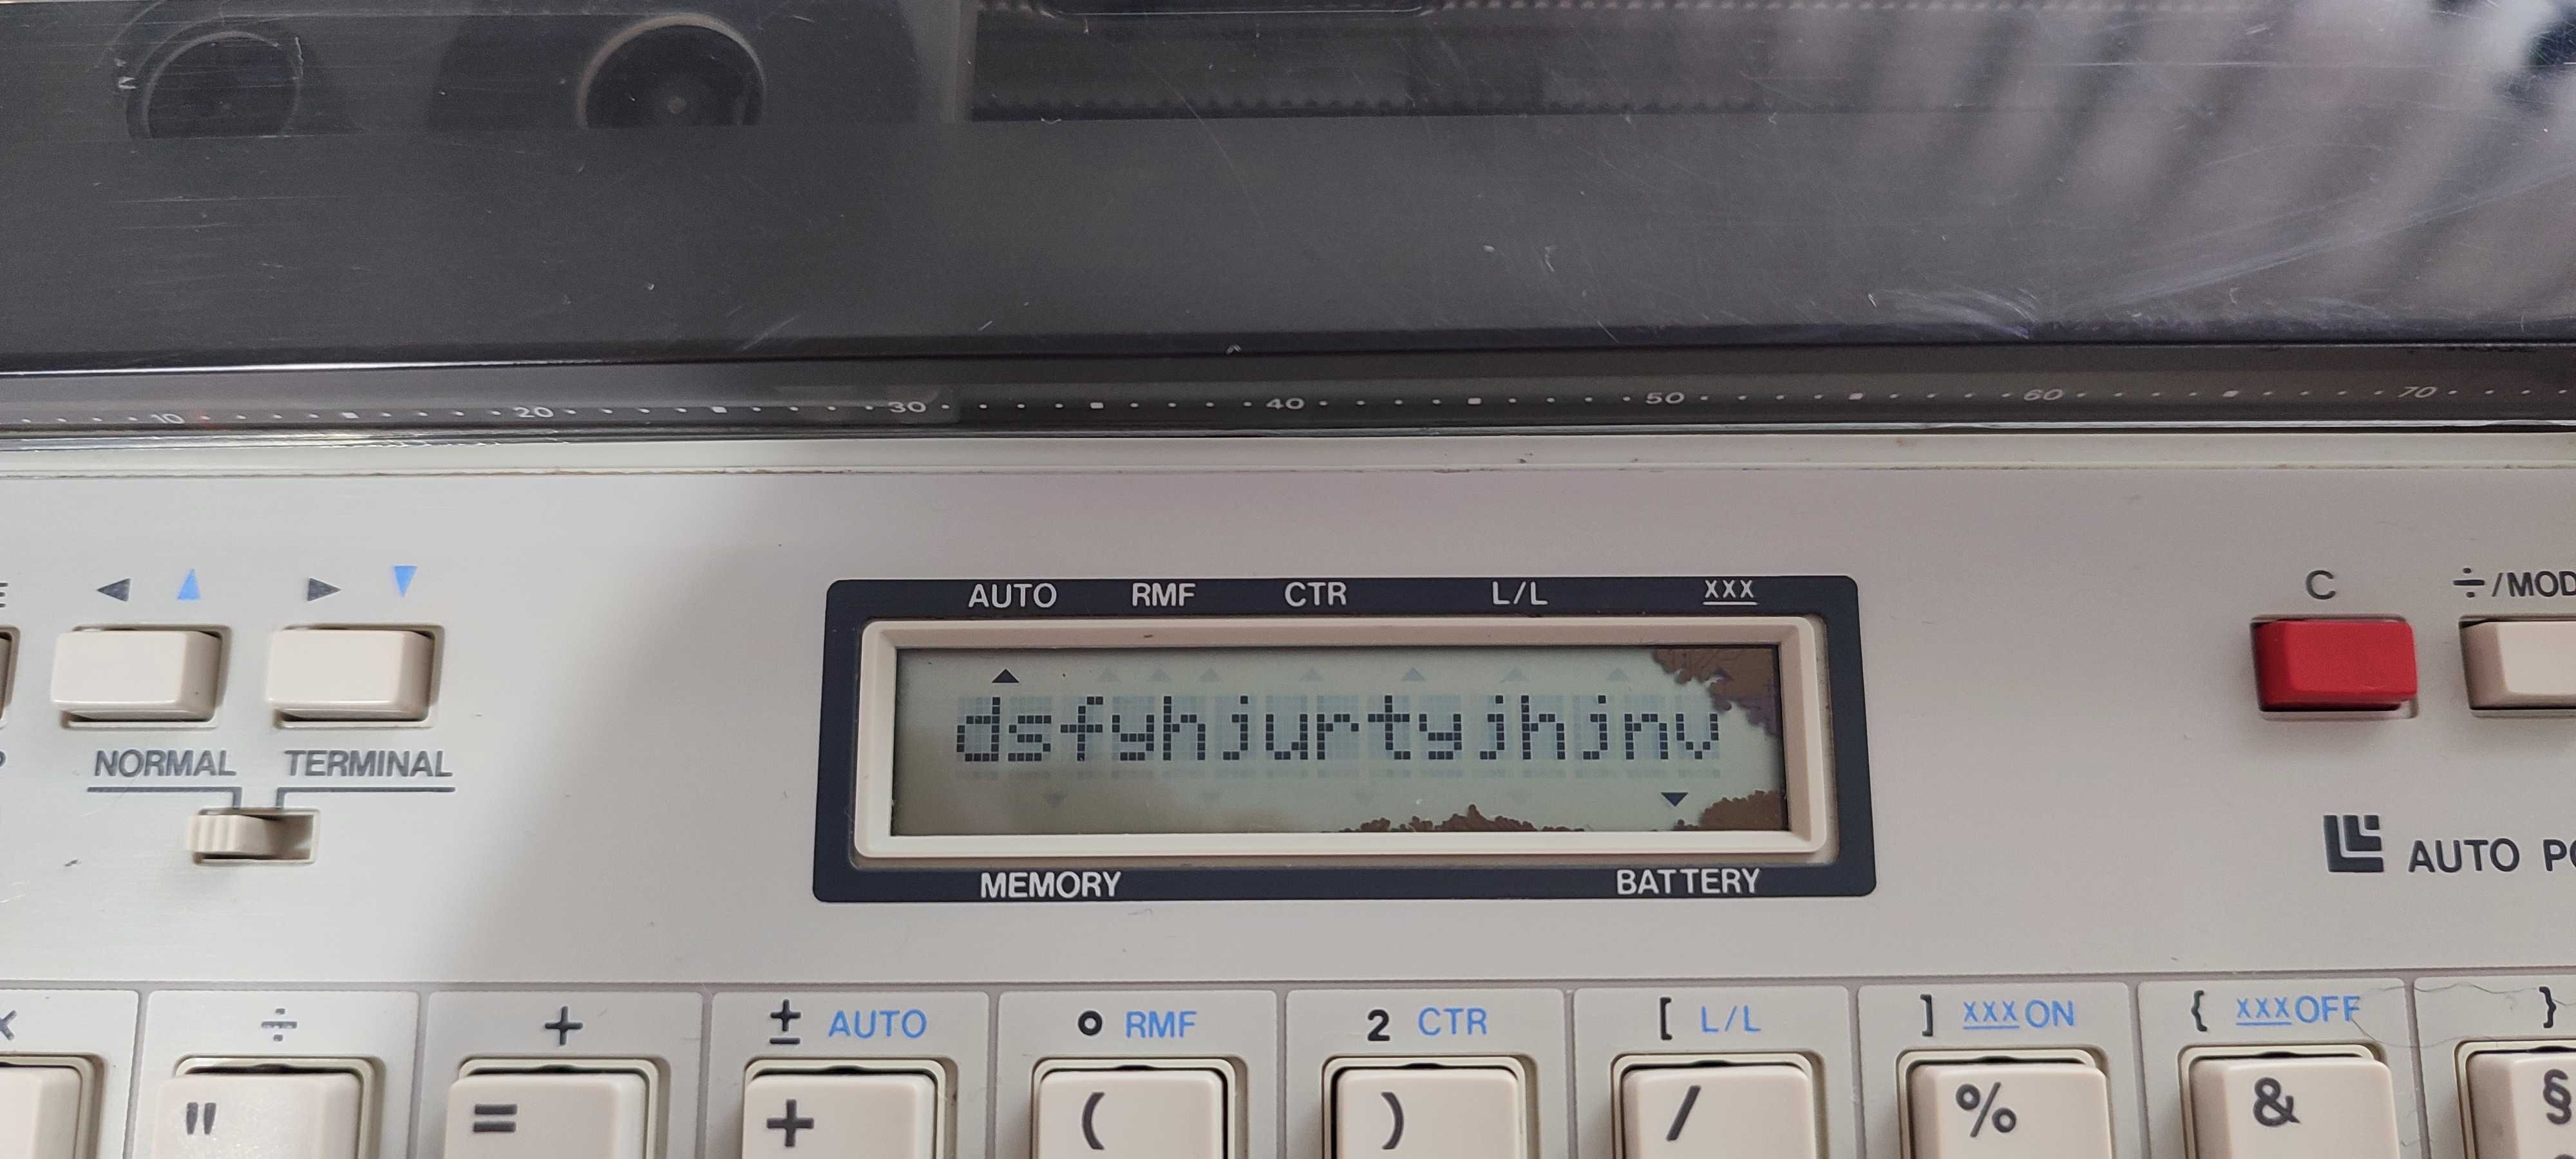 10 20 30 40 50 60 70
C ÷/MOD
AUTO RMF CTR L/L xxx
dsfyhjurtyjhjnv
NORMAL TERMINAL
MEMORY BATTERY
AUTO
÷ + ± AUTO o RMF 2 CTR [ L/L ] xxx ON { xxx OFF }
" = + ( ) / % & §